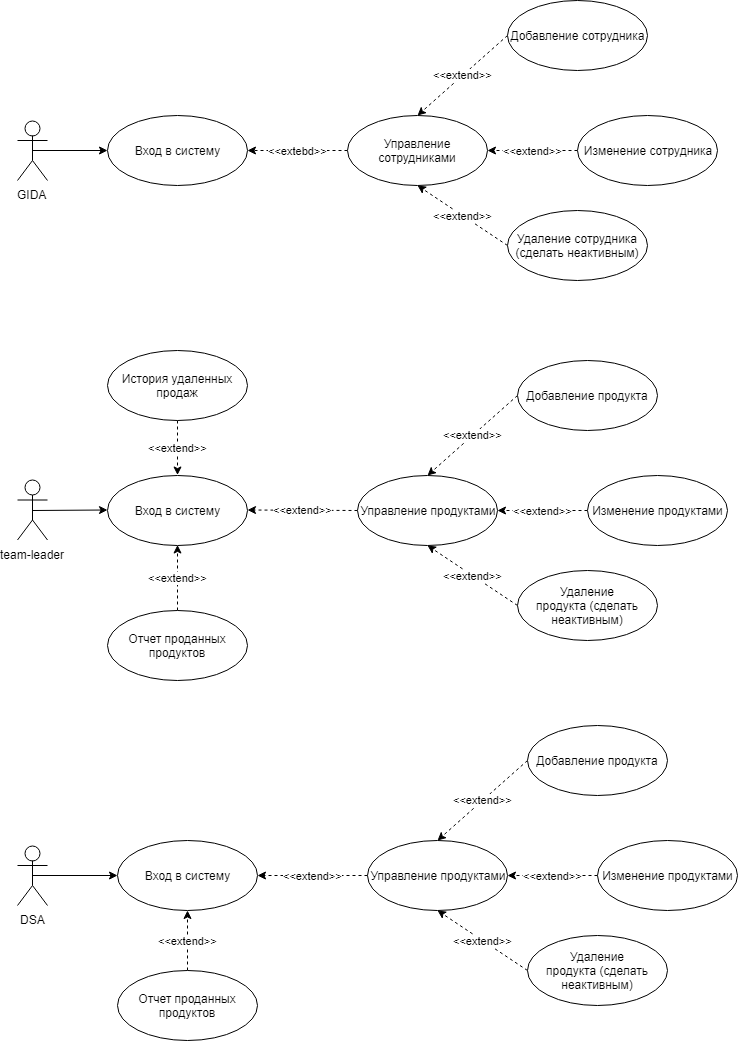 Добавление сотрудника
<<extend>>
Вход в систему
<<extebd>>
Управление
сотрудниками
<<extend>>
Изменение сотрудника
GIDA
<<extend>>
Удаление сотрудника
(сделать неактивным)
История удаленных
продаж
Добавление продукта
<<extend>>
<<extend>>
Вход в систему
<<extend>>
Управление продуктами
<<extend>>
Изменение продуктами
team-leader
<<extend>>
<<extend>>
Удаление
продукта (сделать
неактивным)
Отчет проданных
продуктов
Добавление продукта
<<extend>>
Вход в систему
<<extend>>
Управление продуктами
<<extend>>
Изменение продуктами
DSA
<<extend>>
<<extend>>
Удаление
продукта (сделать
неактивным)
Отчет проданных
продуктов